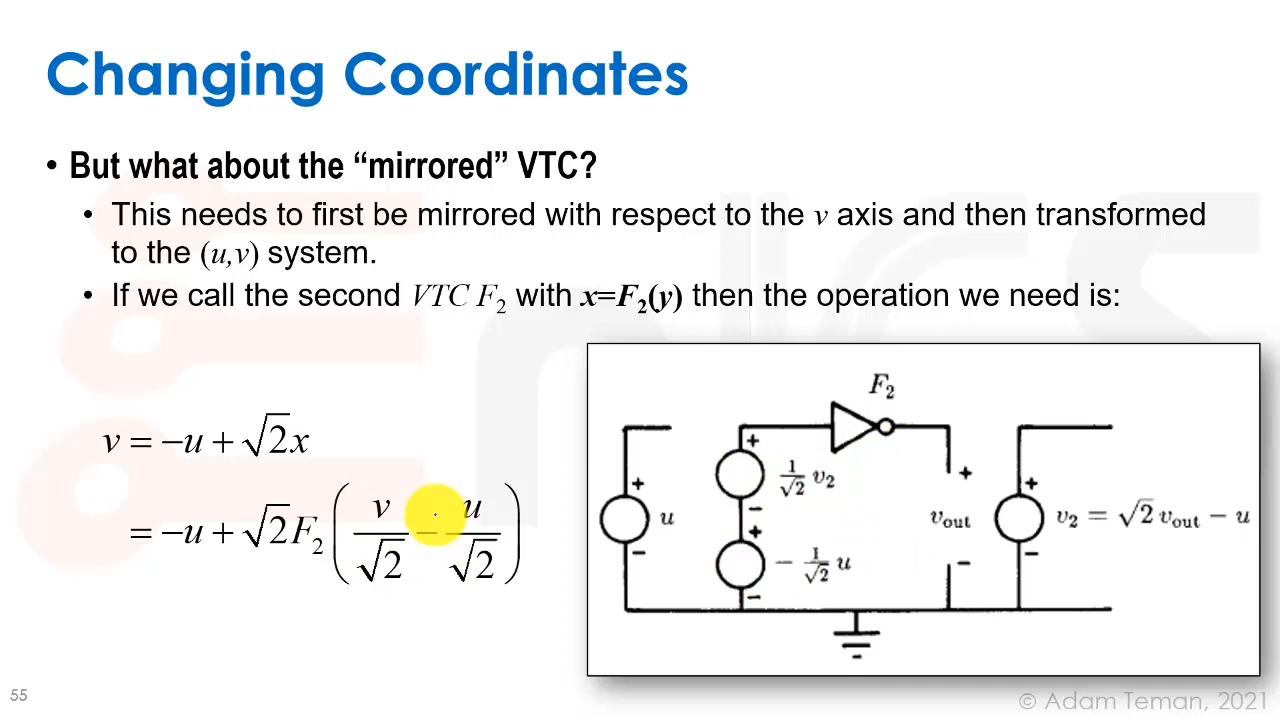 Changing Coordinates
• But what about the “mirrored” VTC?
• This needs to first be mirrored with respect to the v axis and then transformed
to the (u,v) system.
• If we call the second VTC F₂ with x=F₂(y) then the operation we need is:
v = −u + √2x
= −u + √2F₂(v/√2 − u/√2)
F₂
+
1/√2 v₂
−
+
− 1/√2 u
−
+
u
−
+
vout
−
+
v₂ = √2 vout − u
−
55
© Adam Teman, 2021